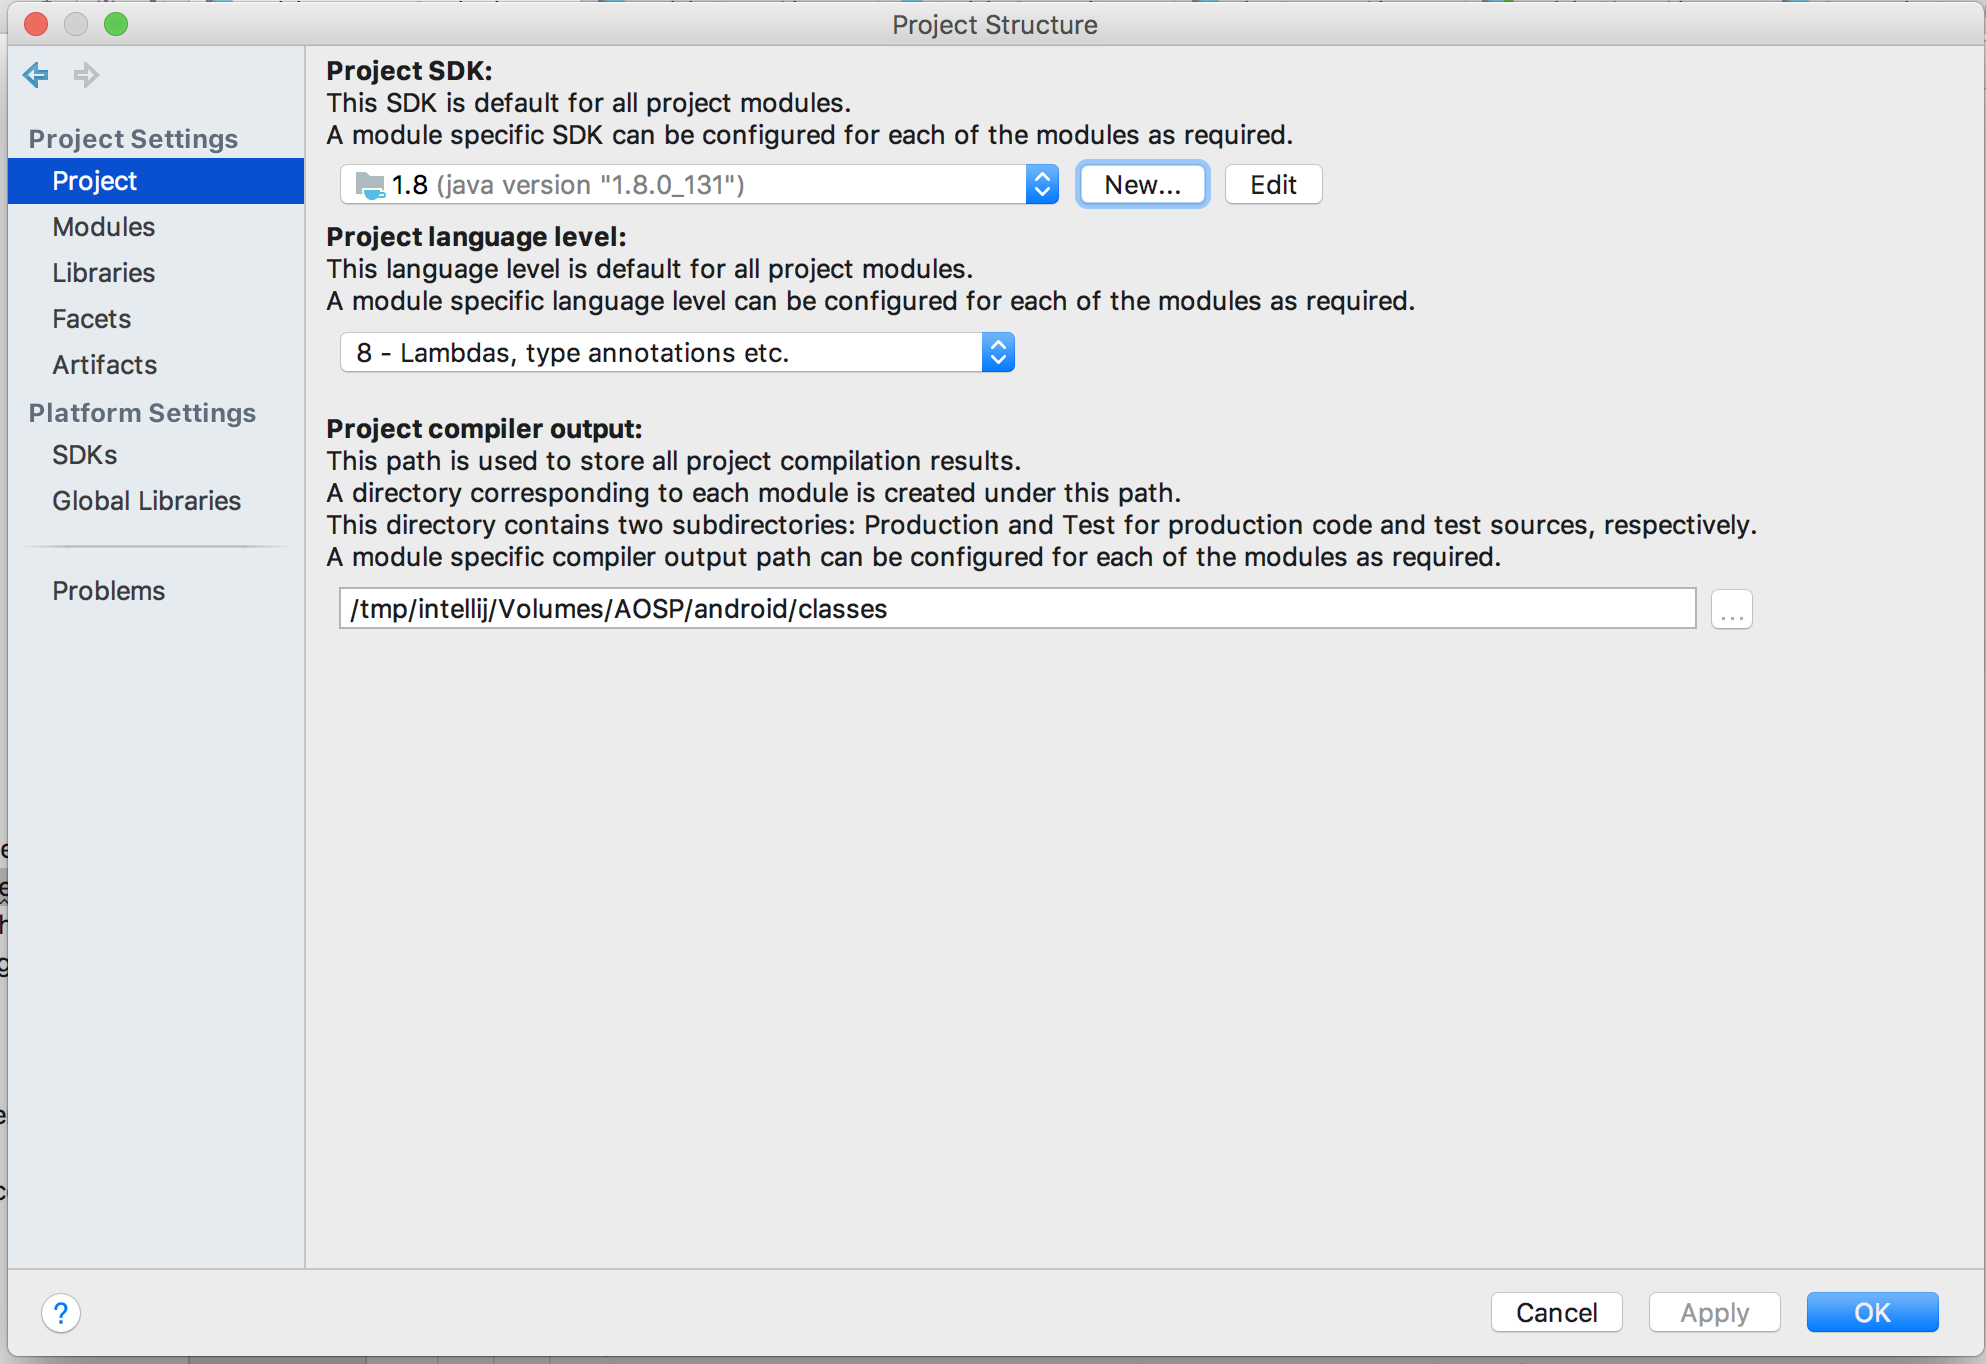 Project Structure
Project Settings
Project
Modules
Libraries
Facets
Artifacts
Platform Settings
SDKs
Global Libraries
Problems
Project SDK:
This SDK is default for all project modules.
A module specific SDK can be configured for each of the modules as required.
1.8 (java version "1.8.0_131")
New...
Edit
Project language level:
This language level is default for all project modules.
A module specific language level can be configured for each of the modules as required.
8 - Lambdas, type annotations etc.
Project compiler output:
This path is used to store all project compilation results.
A directory corresponding to each module is created under this path.
This directory contains two subdirectories: Production and Test for production code and test sources, respectively.
A module specific compiler output path can be configured for each of the modules as required.
/tmp/intellij/Volumes/AOSP/android/classes
...
?
Cancel
Apply
OK